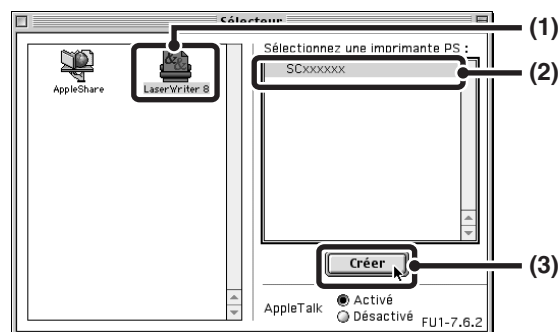 Sélecteur
(1)
Sélectionnez une imprimante PS :
SCxxxxxx
(2)
AppleShare
LaserWriter 8
Créer
(3)
AppleTalk
Activé
Désactivé
FU1-7.6.2